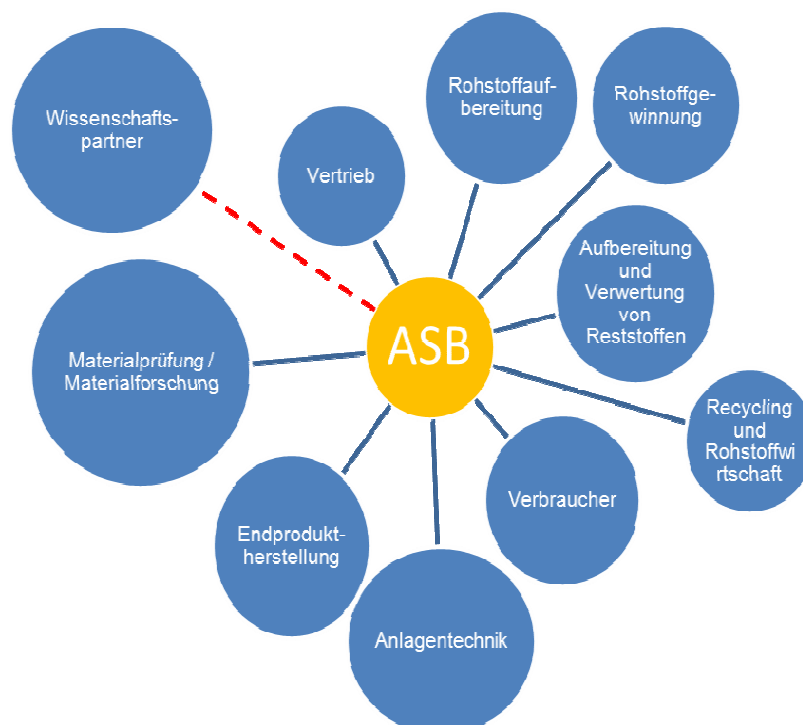 Wissenschafts-
partner
Vertrieb
Rohstoffauf-
bereitung
Rohstoffge-
winnung
Aufbereitung
und
Verwertung
von
Reststoffen
ASB
Materialprüfung /
Materialforschung
Recycling
und
Rohstoffwi
rtschaft
Verbraucher
Endprodukt-
herstellung
Anlagentechnik